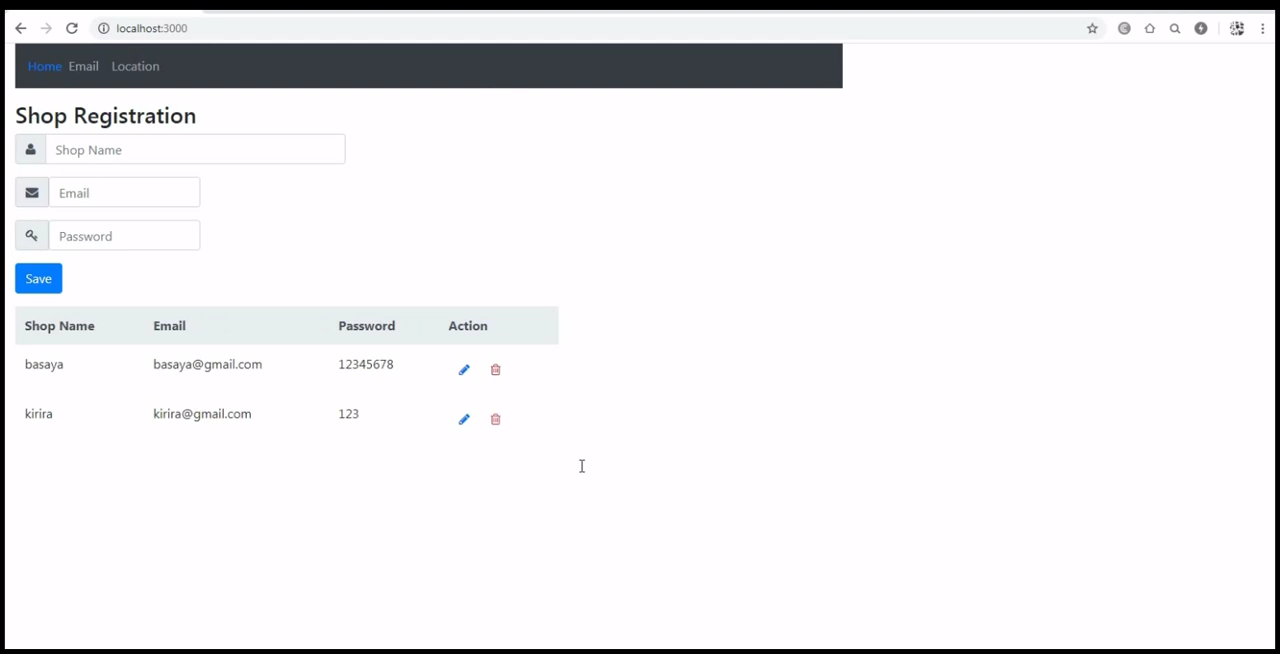 localhost:3000
Home Email Location
Shop Registration
Shop Name
Email
Password
Save
Shop Name Email Password Action
basaya basaya@gmail.com 12345678
kirira kirira@gmail.com 123